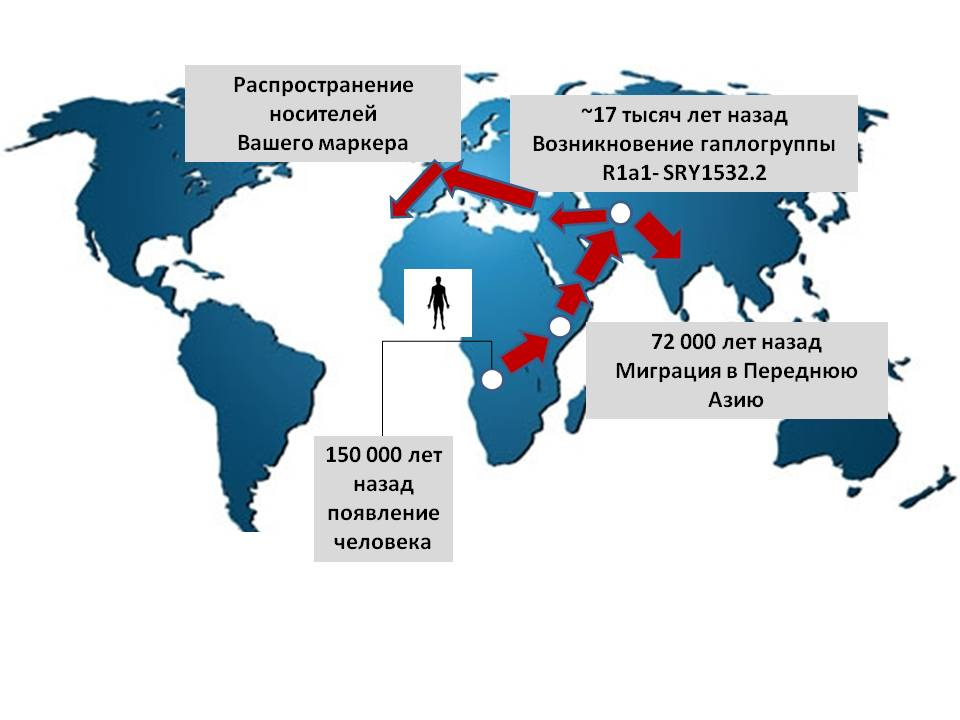 Распространение
носителей
Вашего маркера
~17 тысяч лет назад
Возникновение гаплогруппы
R1a1- SRY1532.2
72 000 лет назад
Миграция в Переднюю
Азию
150 000 лет
назад
появление
человека